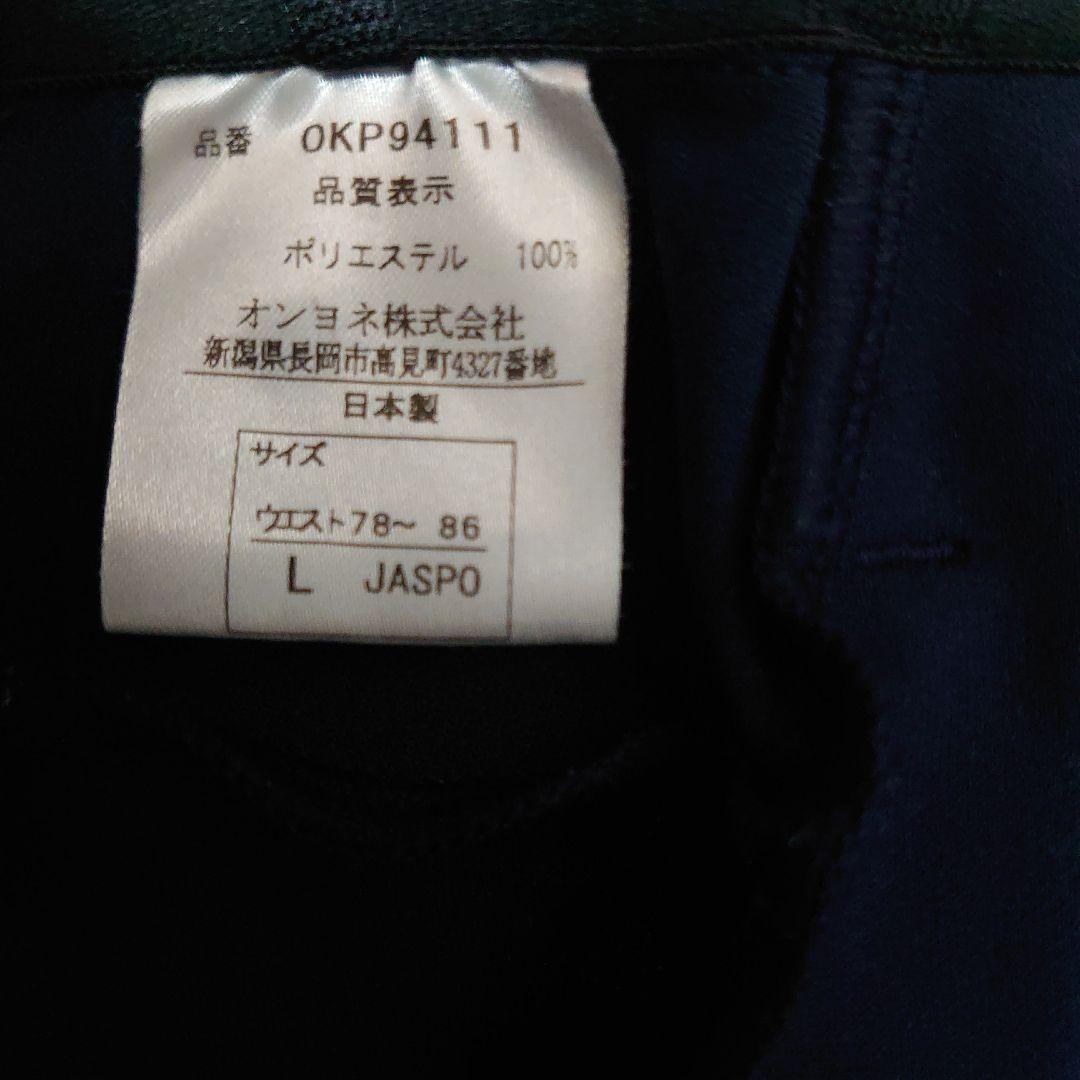 品番 OKP94111
品質表示
ポリエステル 100%
オンヨネ株式会社
新潟県長岡市高見町4327番地
日本製
サイズ
ウエスト78～ 86
L JASPO